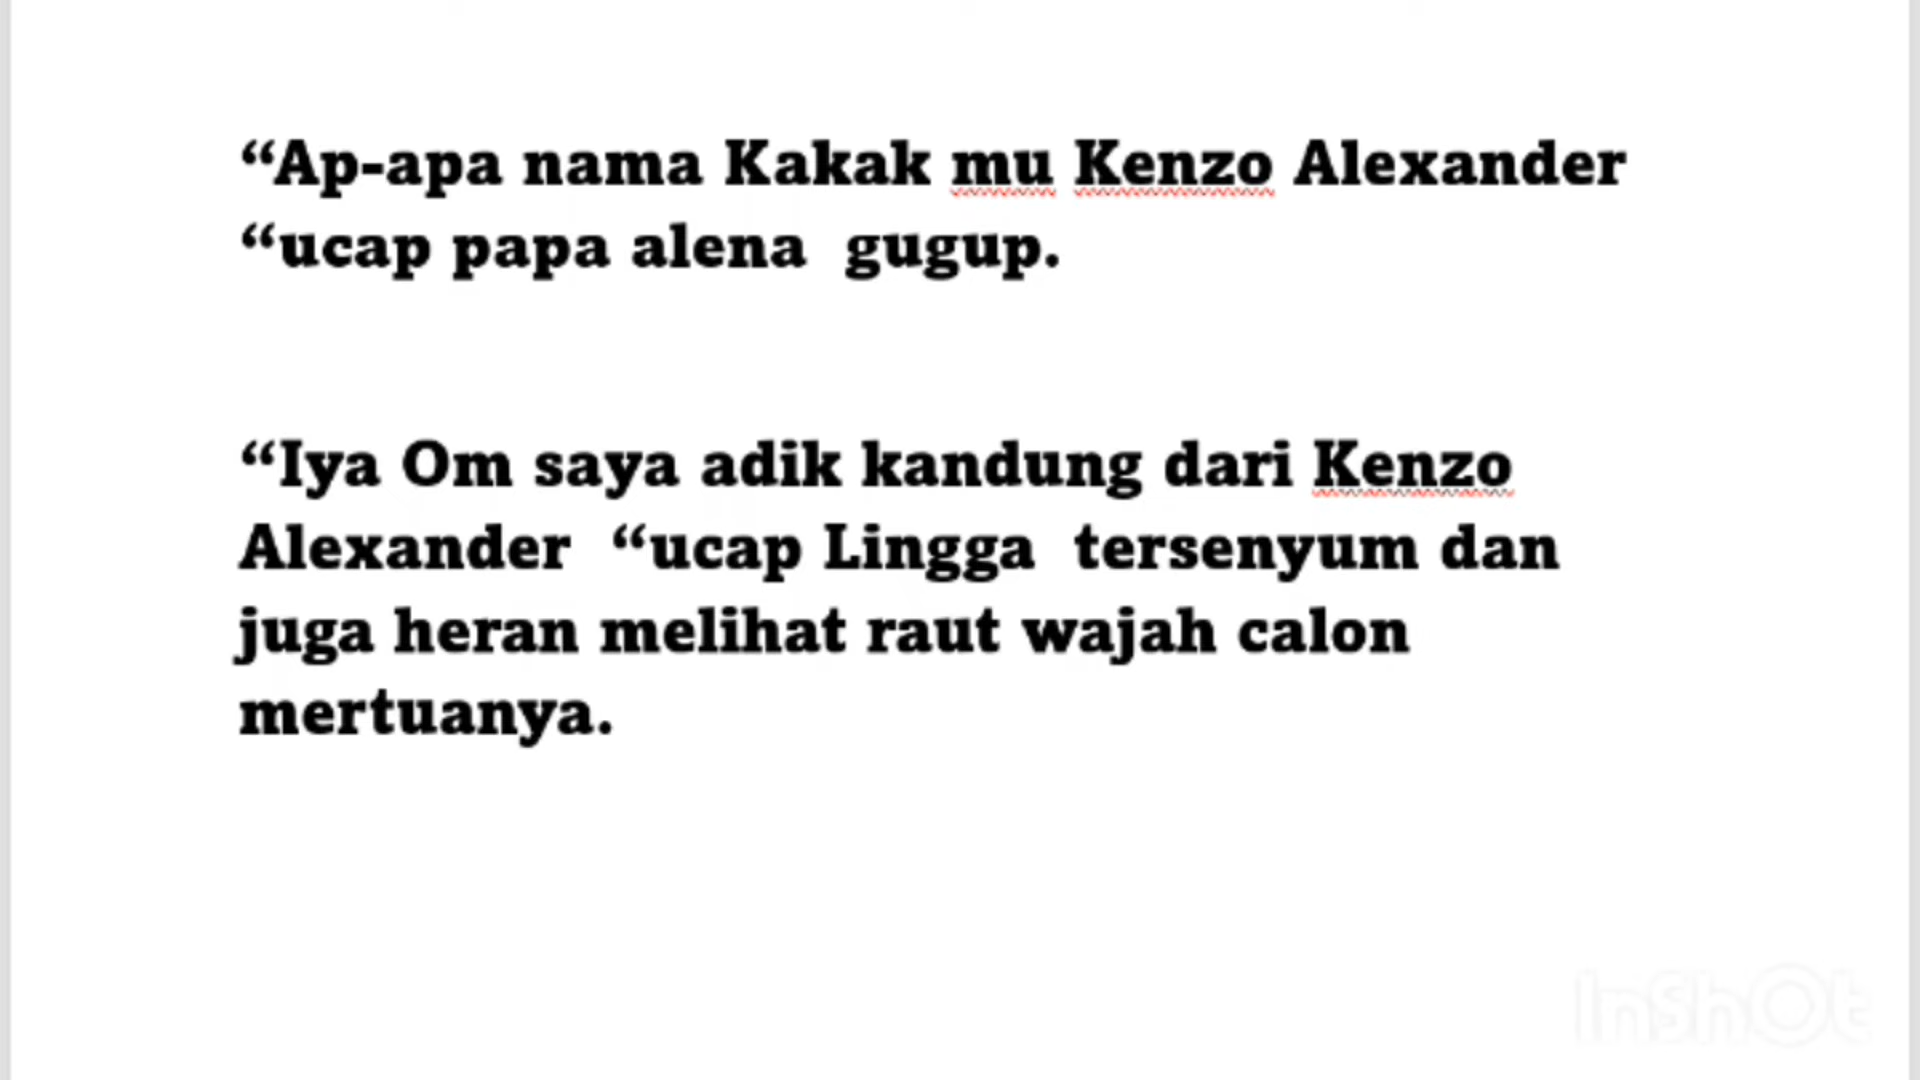 “Ap-apa nama Kakak mu Kenzo Alexander
“ucap papa alena  gugup.
“Iya Om saya adik kandung dari Kenzo
Alexander  “ucap Lingga  tersenyum dan
juga heran melihat raut wajah calon
mertuanya.
InShOt